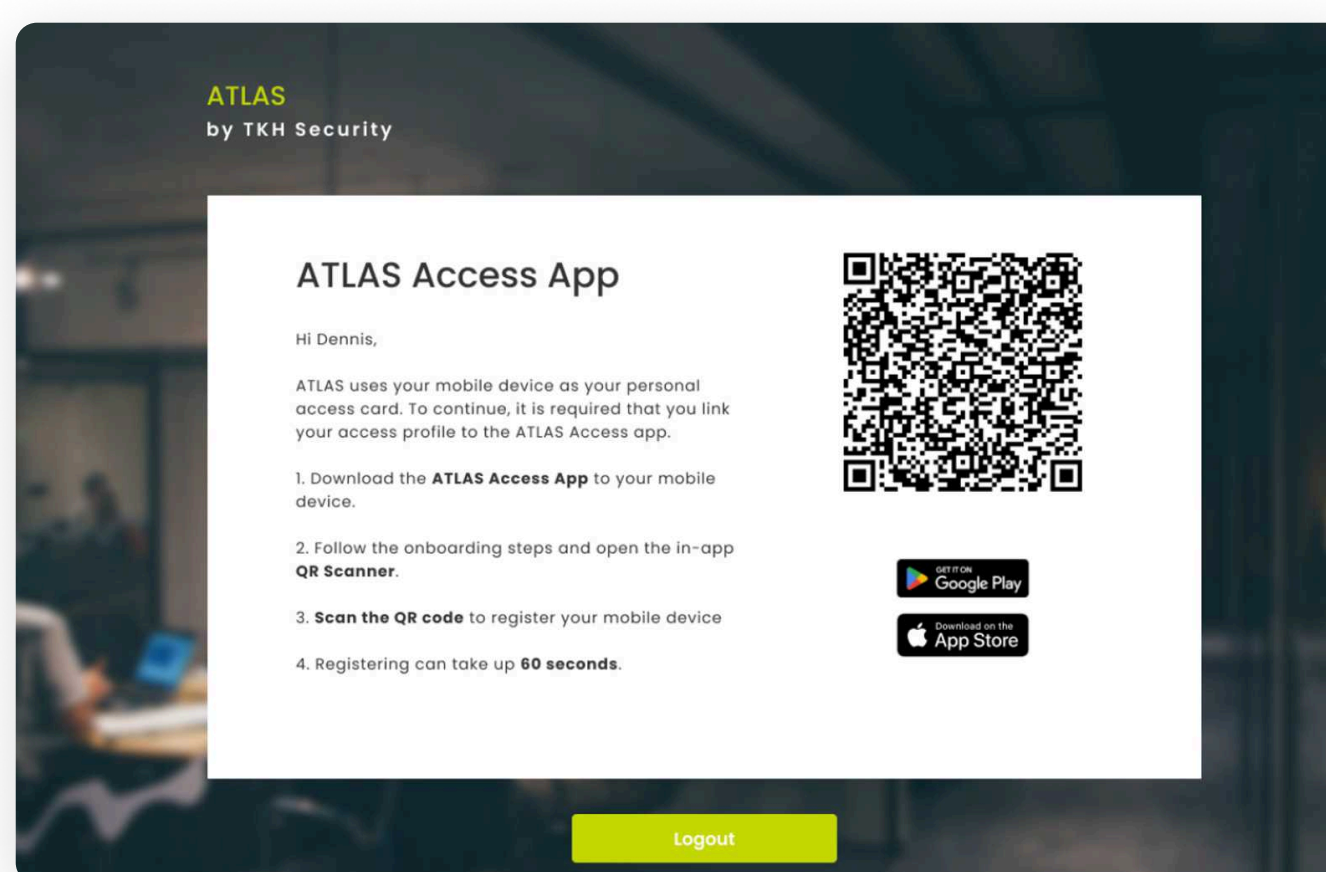 ATLAS
by TKH Security
ATLAS Access App
Hi Dennis,
ATLAS uses your mobile device as your personal
access card. To continue, it is required that you link
your access profile to the ATLAS Access app.
1. Download the ATLAS Access App to your mobile
device.
2. Follow the onboarding steps and open the in-app
QR Scanner.
3. Scan the QR code to register your mobile device
4. Registering can take up 60 seconds.
GET IT ON
Google Play
Download on the
App Store
Logout